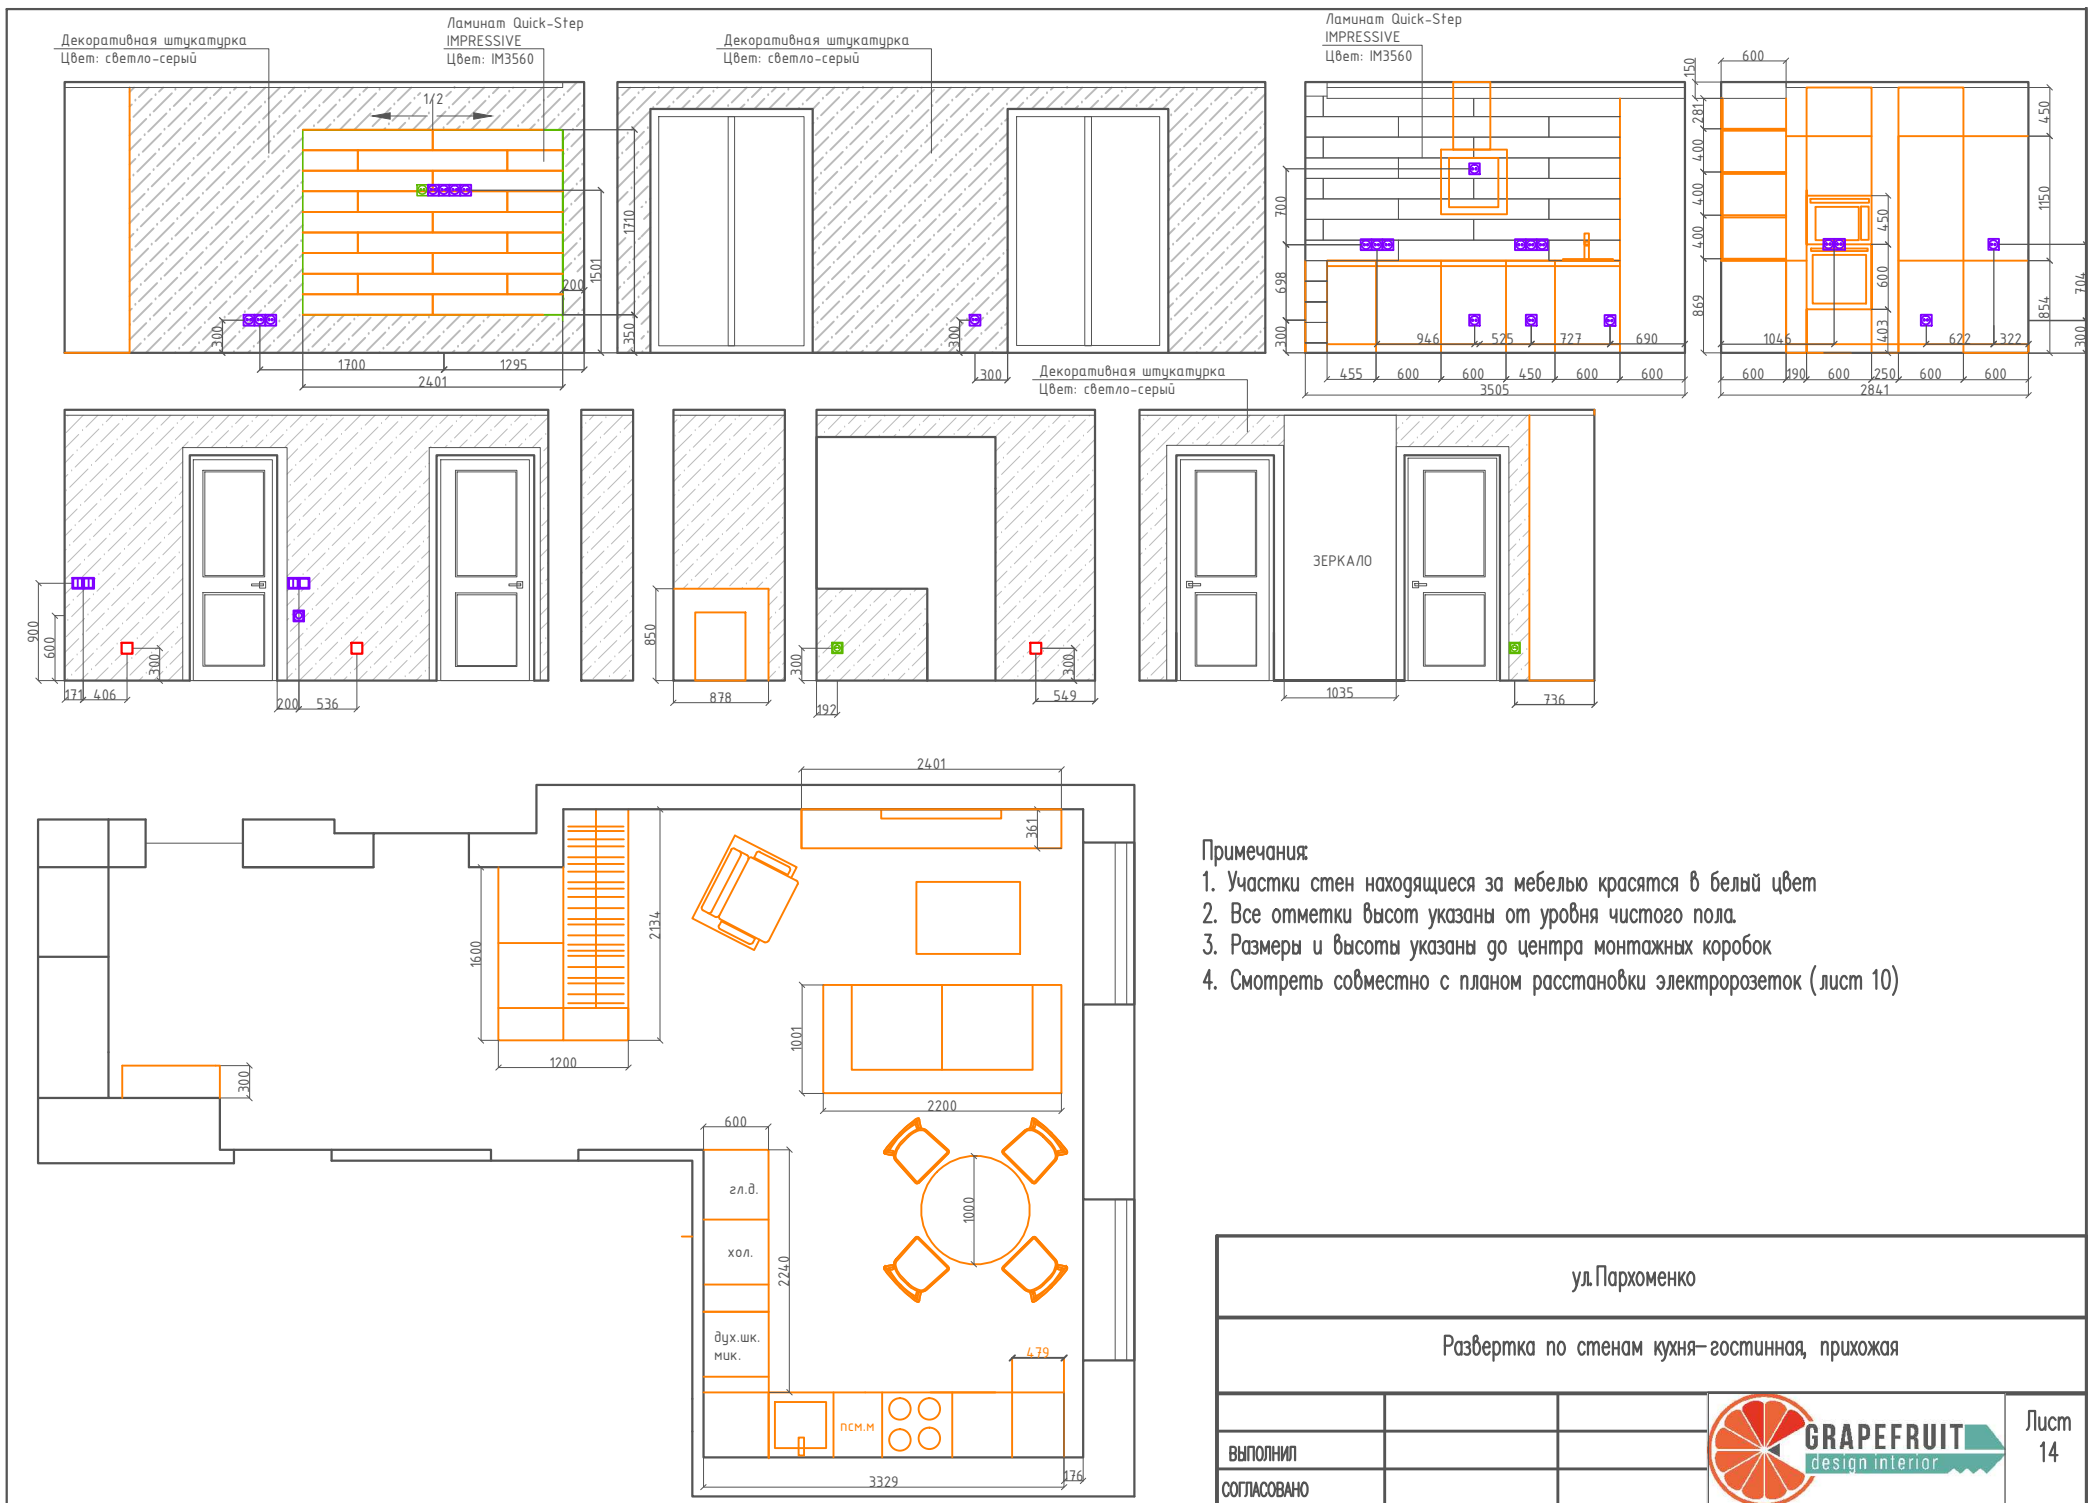 Декоративная штукатурка
Цвет: светло-серый
Ламинат Quick-Step
IMPRESSIVE
Цвет: IM3560
Декоративная штукатурка
Цвет: светло-серый
Ламинат Quick-Step
IMPRESSIVE
Цвет: IM3560
1/2
300
1700
1295
2401
200
1501
1710
350
300
300
700
698
300
946
525
727
690
455
600
600
450
600
600
3505
150
281
400
400
400
869
600
450
600
403
1046
622
322
600
190
600
250
600
600
2841
450
1150
854
704
300
Декоративная штукатурка
Цвет: светло-серый
900
600
300
171
406
200
536
850
878
300
192
300
549
ЗЕРКАЛО
1035
736
2401
361
2134
1600
1200
300
1001
2200
600
2240
1000
гл.д.
хол.
дух.шк.
мик.
псм.м
479
3329
176
Примечания:
1. Участки стен находящиеся за мебелью красятся в белый цвет
2. Все отметки высот указаны от уровня чистого пола.
3. Размеры и высоты указаны до центра монтажных коробок
4. Смотреть совместно с планом расстановки электророзеток (лист 10)
ул.Пархоменко
Развертка по стенам кухня-гостинная, прихожая
ВЫПОЛНИЛ
СОГЛАСОВАНО
GRAPEFRUIT
design interior
Лист
14